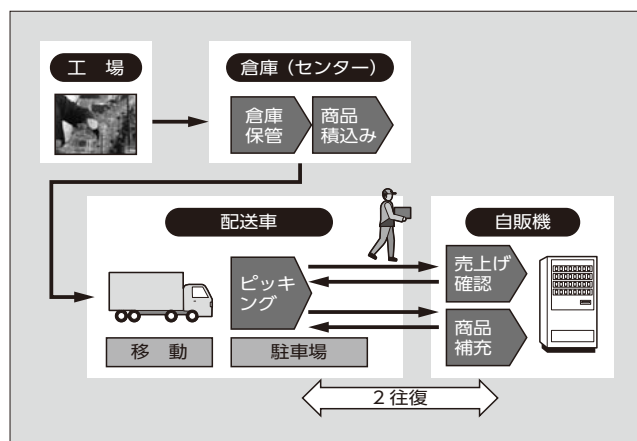 工 場
倉庫（センター）
倉庫
保管
商品
積込み
配送車
自販機
ピッキ
ング
売上げ
確認
商品
補充
移 動
駐車場
2往復